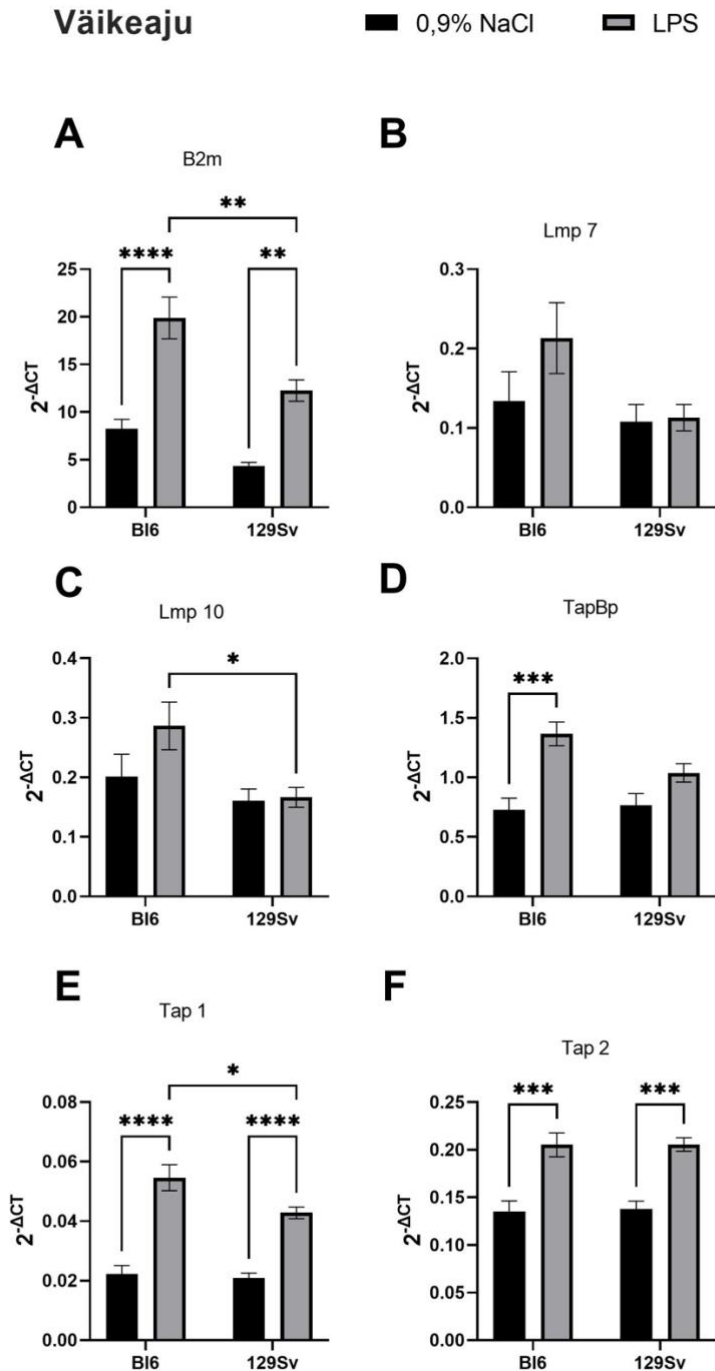 Väikeaju
0,9% NaCl
LPS
A
B2m
**
****
**
25
20
15
10
5
0
2-ΔCT
Bl6
129Sv
B
Lmp 7
0.3
0.2
0.1
0.0
2-ΔCT
Bl6
129Sv
C
Lmp 10
*
0.4
0.3
0.2
0.1
0.0
2-ΔCT
Bl6
129Sv
D
TapBp
***
2.0
1.5
1.0
0.5
0.0
2-ΔCT
Bl6
129Sv
E
Tap 1
*
****
****
0.08
0.06
0.04
0.02
0.00
2-ΔCT
Bl6
129Sv
F
Tap 2
***
***
0.25
0.20
0.15
0.10
0.05
0.00
2-ΔCT
Bl6
129Sv